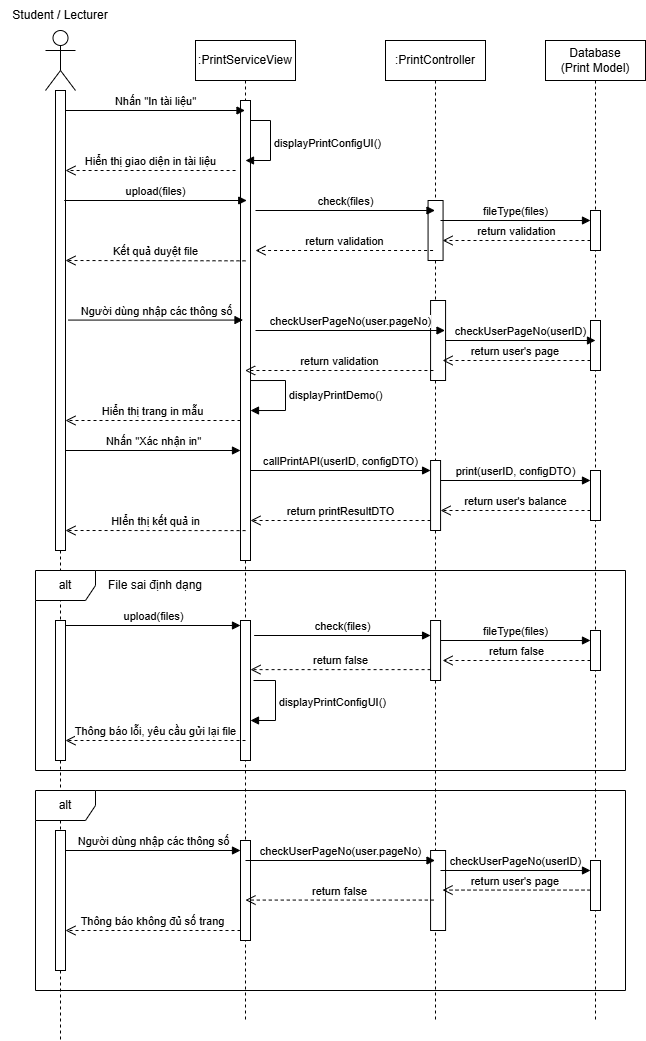 Student / Lecturer
:PrintServiceView
:PrintController
Database
(Print Model)
Nhấn "In tài liệu"
displayPrintConfigUI()
Hiển thị giao diện in tài liệu
upload(files)
check(files)
fileType(files)
return validation
return validation
Kết quả duyệt file
Người dùng nhập các thông số
checkUserPageNo(user.pageNo)
checkUserPageNo(userID)
return user's page
return validation
displayPrintDemo()
Hiển thị trang in mẫu
Nhấn "Xác nhận in"
callPrintAPI(userID, configDTO)
print(userID, configDTO)
return user's balance
return printResultDTO
HIển thị kết quả in
alt
File sai định dạng
upload(files)
check(files)
fileType(files)
return false
return false
displayPrintConfigUI()
Thông báo lỗi, yêu cầu gửi lại file
alt
Người dùng nhập các thông số
checkUserPageNo(user.pageNo)
checkUserPageNo(userID)
return user's page
return false
Thông báo không đủ số trang